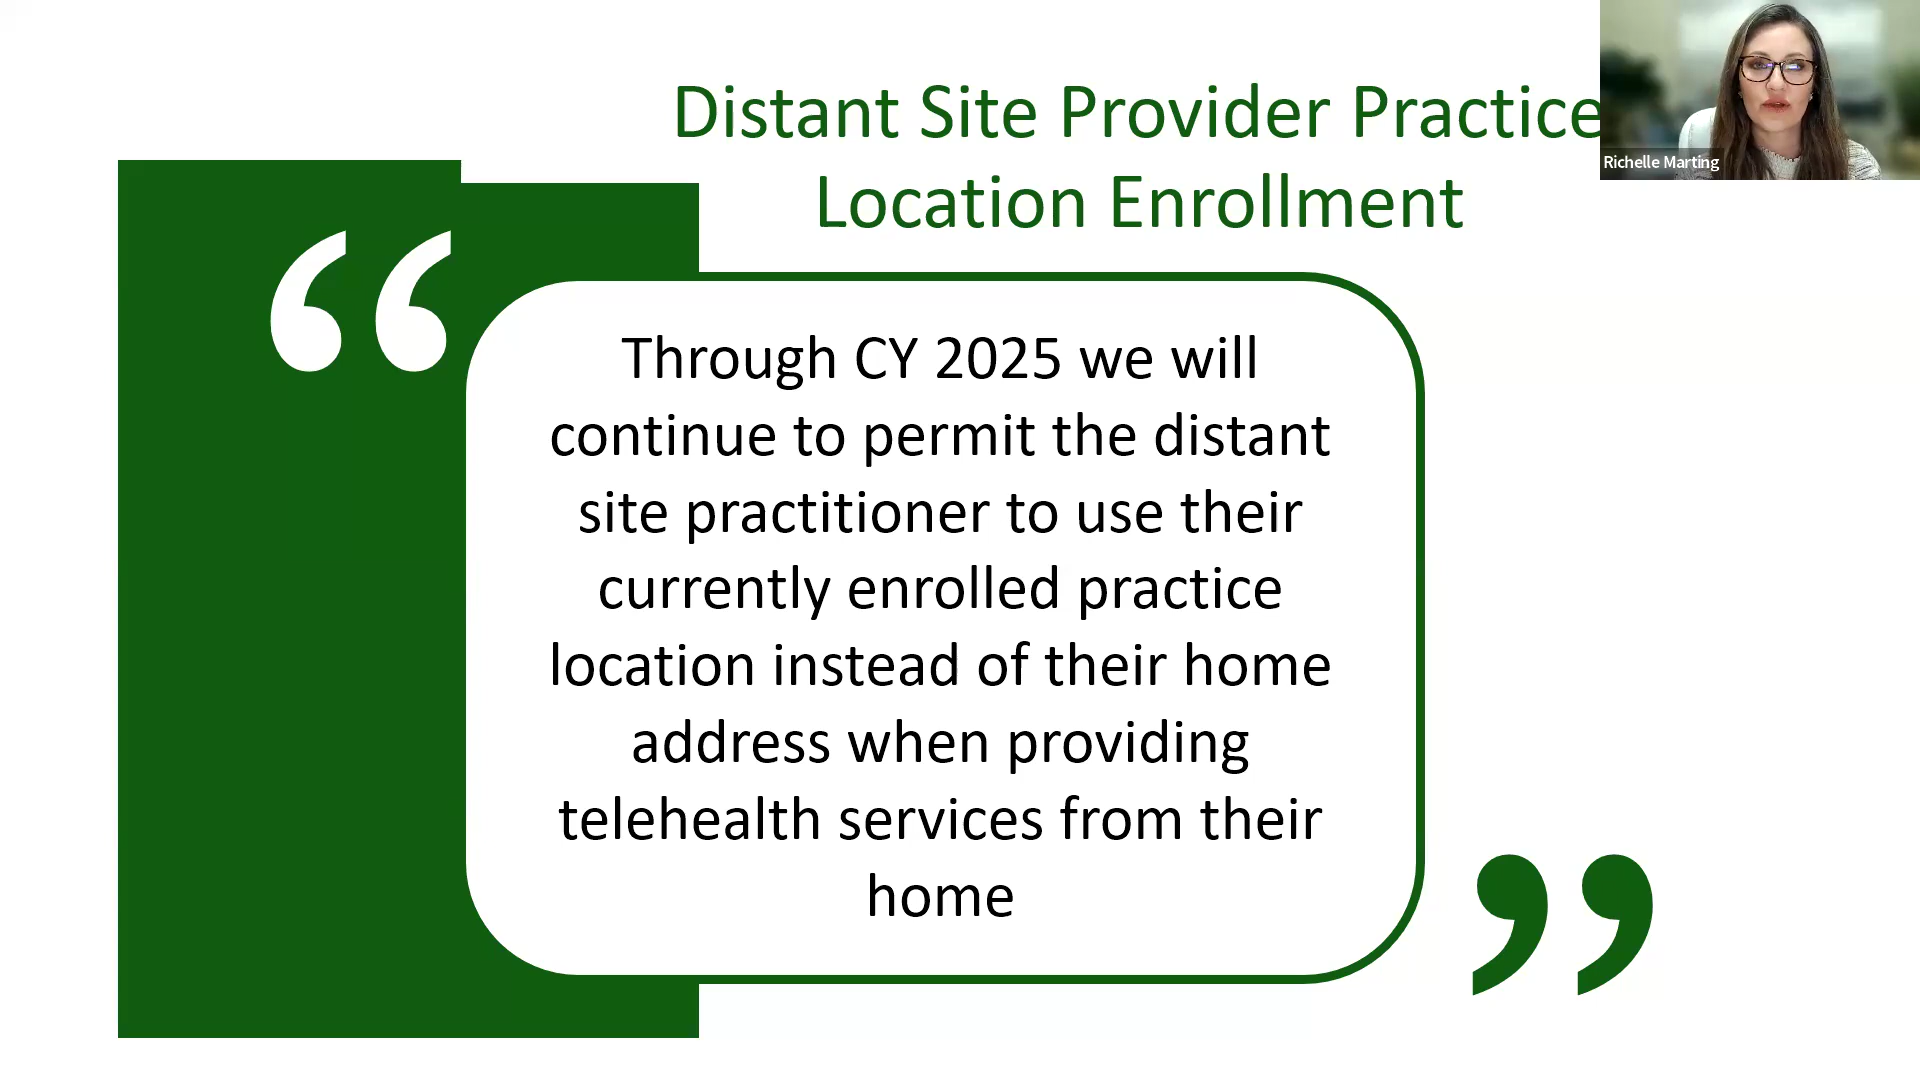 Distant Site Provider Practice
Location Enrollment
Richelle Marting
“
Through CY 2025 we will
continue to permit the distant
site practitioner to use their
currently enrolled practice
location instead of their home
address when providing
telehealth services from their
home
”